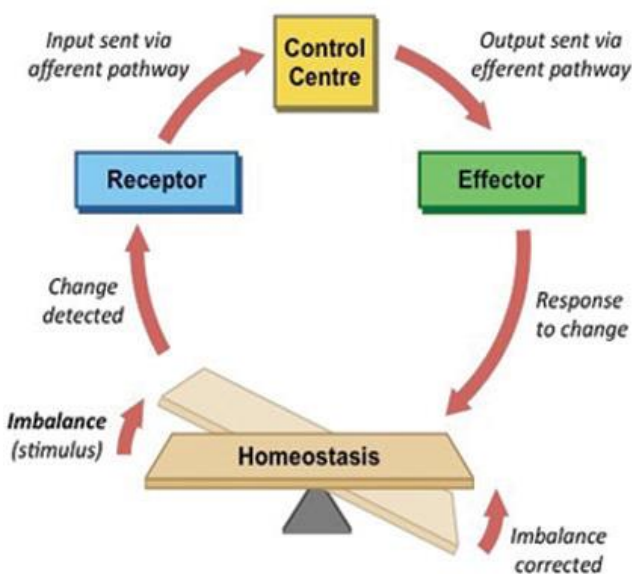 Input sent via
afferent pathway
Control
Centre
Output sent via
efferent pathway
Receptor
Effector
Change
detected
Response
to change
Imbalance
(stimulus)
Homeostasis
Imbalance
corrected